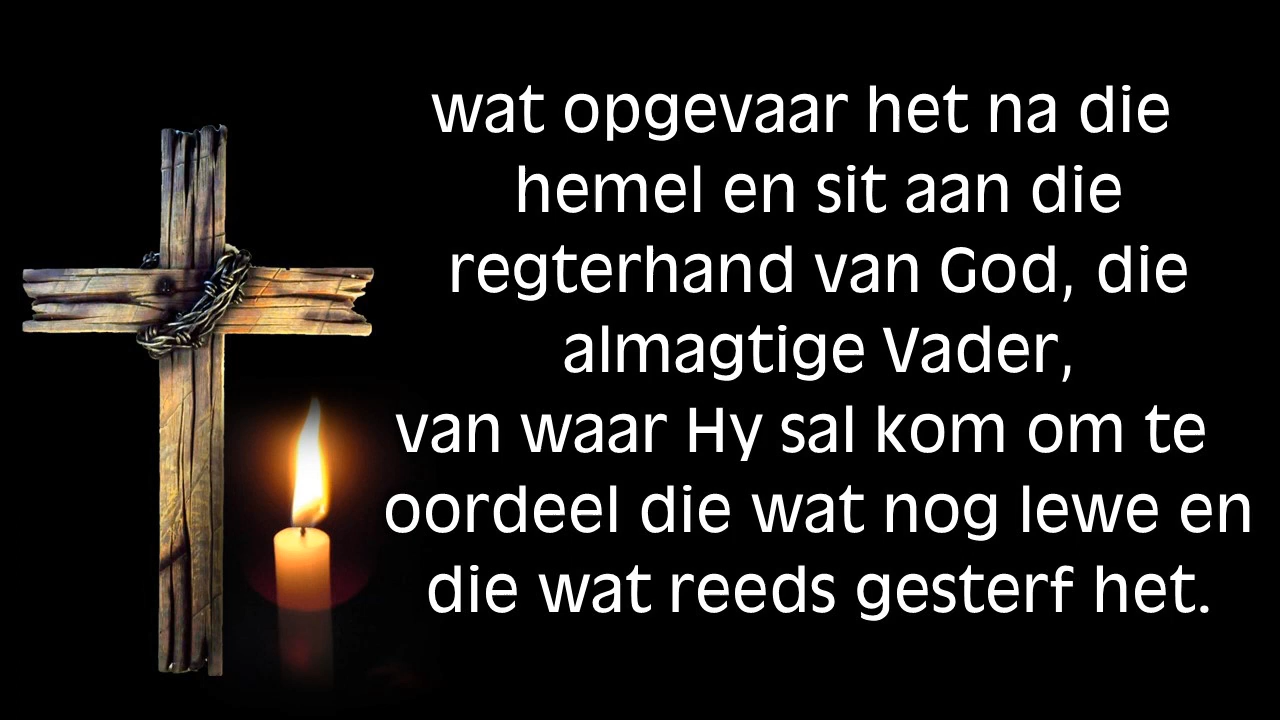 wat opgevaar het na die
hemel en sit aan die
regterhand van God, die
almagtige Vader,
van waar Hy sal kom om te
oordeel die wat nog lewe en
die wat reeds gesterf het.